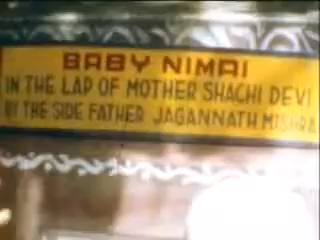 BABY NIMAI
IN THE LAP OF MOTHER SHACHI DEVI
BY THE SIDE FATHER JAGANNATH MISHRA